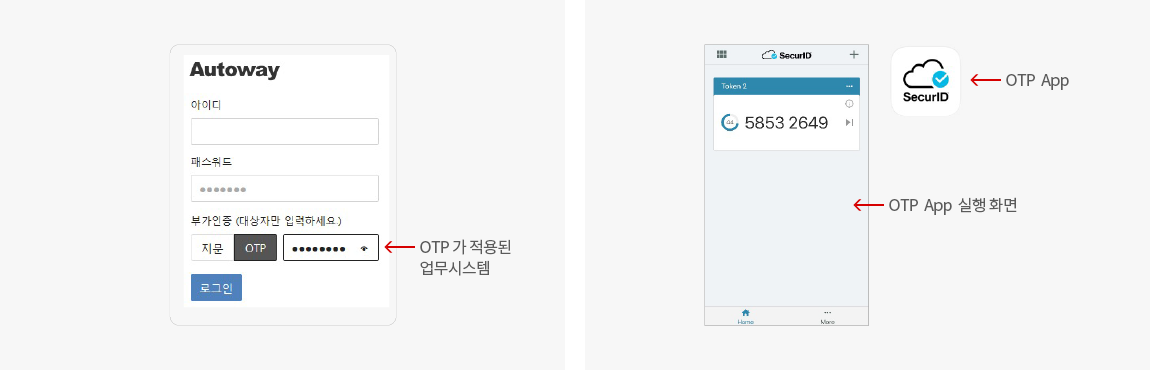 Autoway
아이디
패스워드
부가인증 (대상자만 입력하세요.)
지문
OTP
로그인
OTP 가 적용된
업무시스템
SecurID
Token 2
5853 2649
Home
More
SecurID
OTP App
OTP App 실행 화면